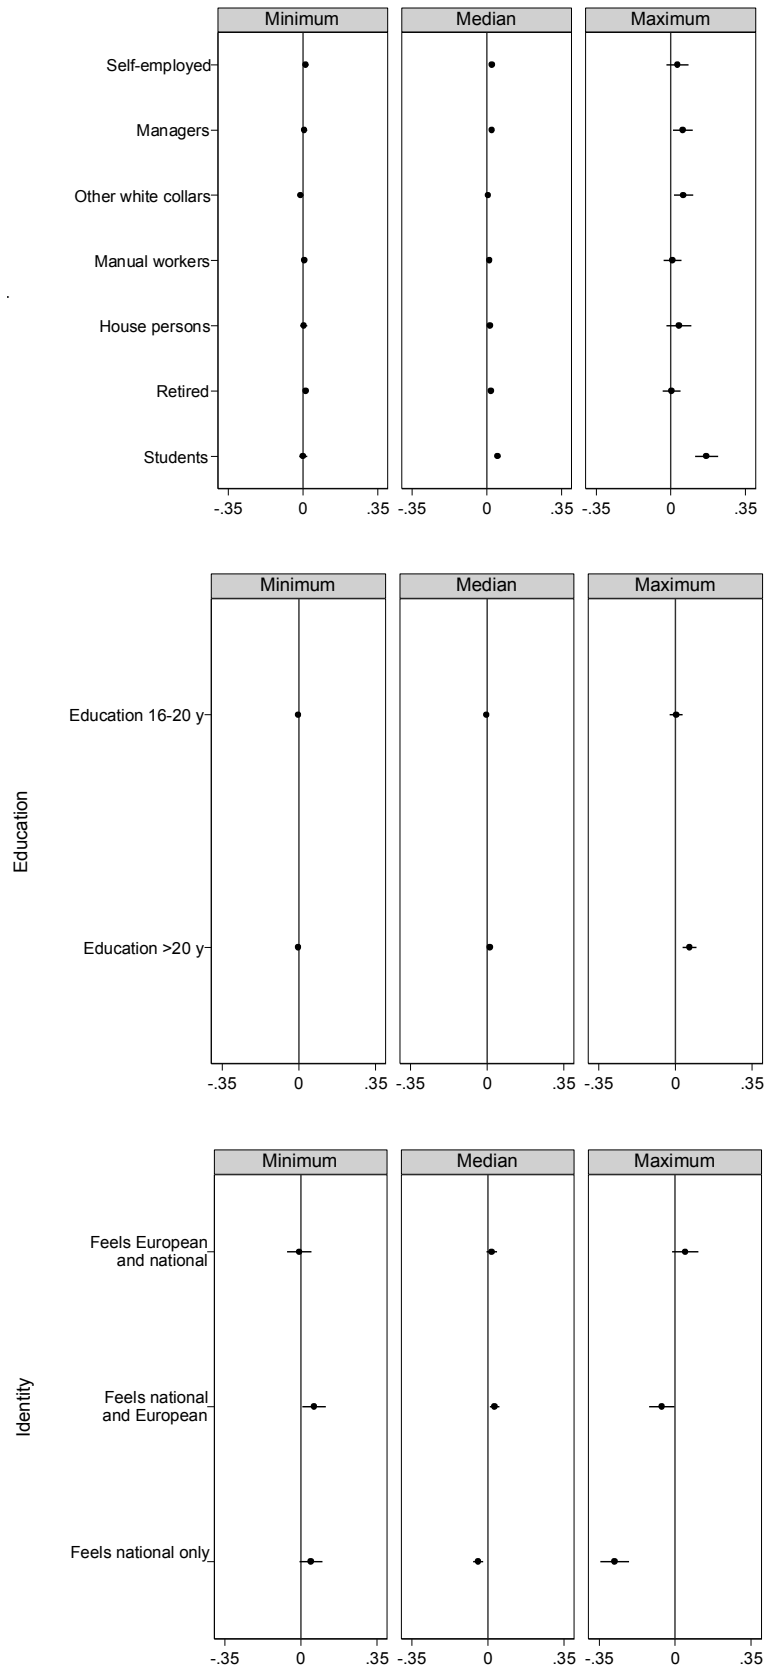 Minimum Median Maximum
Self-employed
Managers
Other white collars
Manual workers
House persons
Retired
Students
-.35 0 .35 -.35 0 .35 -.35 0 .35
Minimum Median Maximum
Education
Education 16-20 y
Education >20 y
-.35 0 .35 -.35 0 .35 -.35 0 .35
Minimum Median Maximum
Identity
Feels European
and national
Feels national
and European
Feels national only
-.35 0 .35 -.35 0 .35 -.35 0 .35